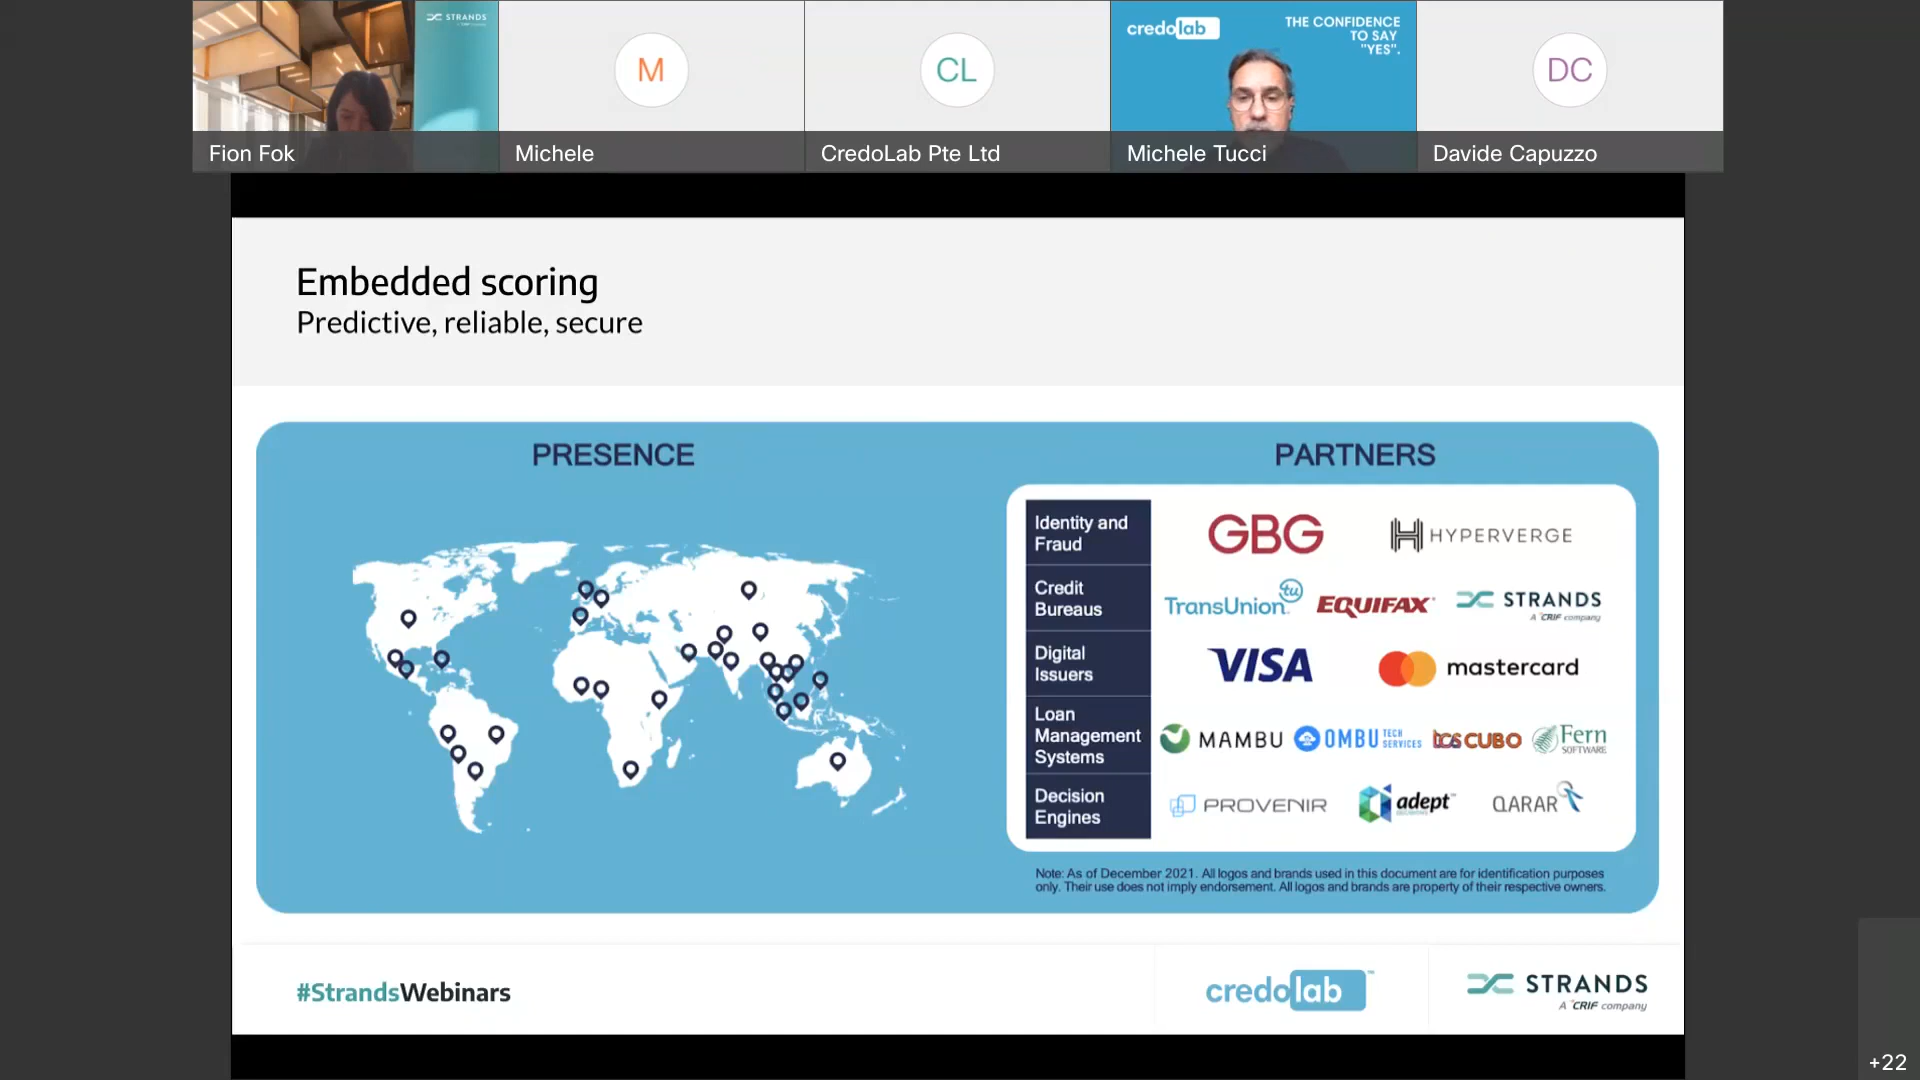 STRANDS
credolab
THE CONFIDENCE
TO SAY
"YES".
M
CL
DC
Fion Fok
Michele
CredoLab Pte Ltd
Michele Tucci
Davide Capuzzo
Embedded scoring
Predictive, reliable, secure
PRESENCE
PARTNERS
Identity and
Fraud
GBG
HYPERVERGE
Credit
Bureaus
TransUnion
tu
EQUIFAX
STRANDS
A CRIF company
Digital
Issuers
VISA
mastercard
Loan
Management
Systems
MAMBU
OMBU TECH
SERVICES
CUBO
Fern
SOFTWARE
Decision
Engines
PROVENIR
adept
QARAR
Note: As of December 2021. All logos and brands used in this document are for identification purposes
only. Their use does not imply endorsement. All logos and brands are property of their respective owners.
#StrandsWebinars
credolab™
STRANDS
A CRIF company
+22